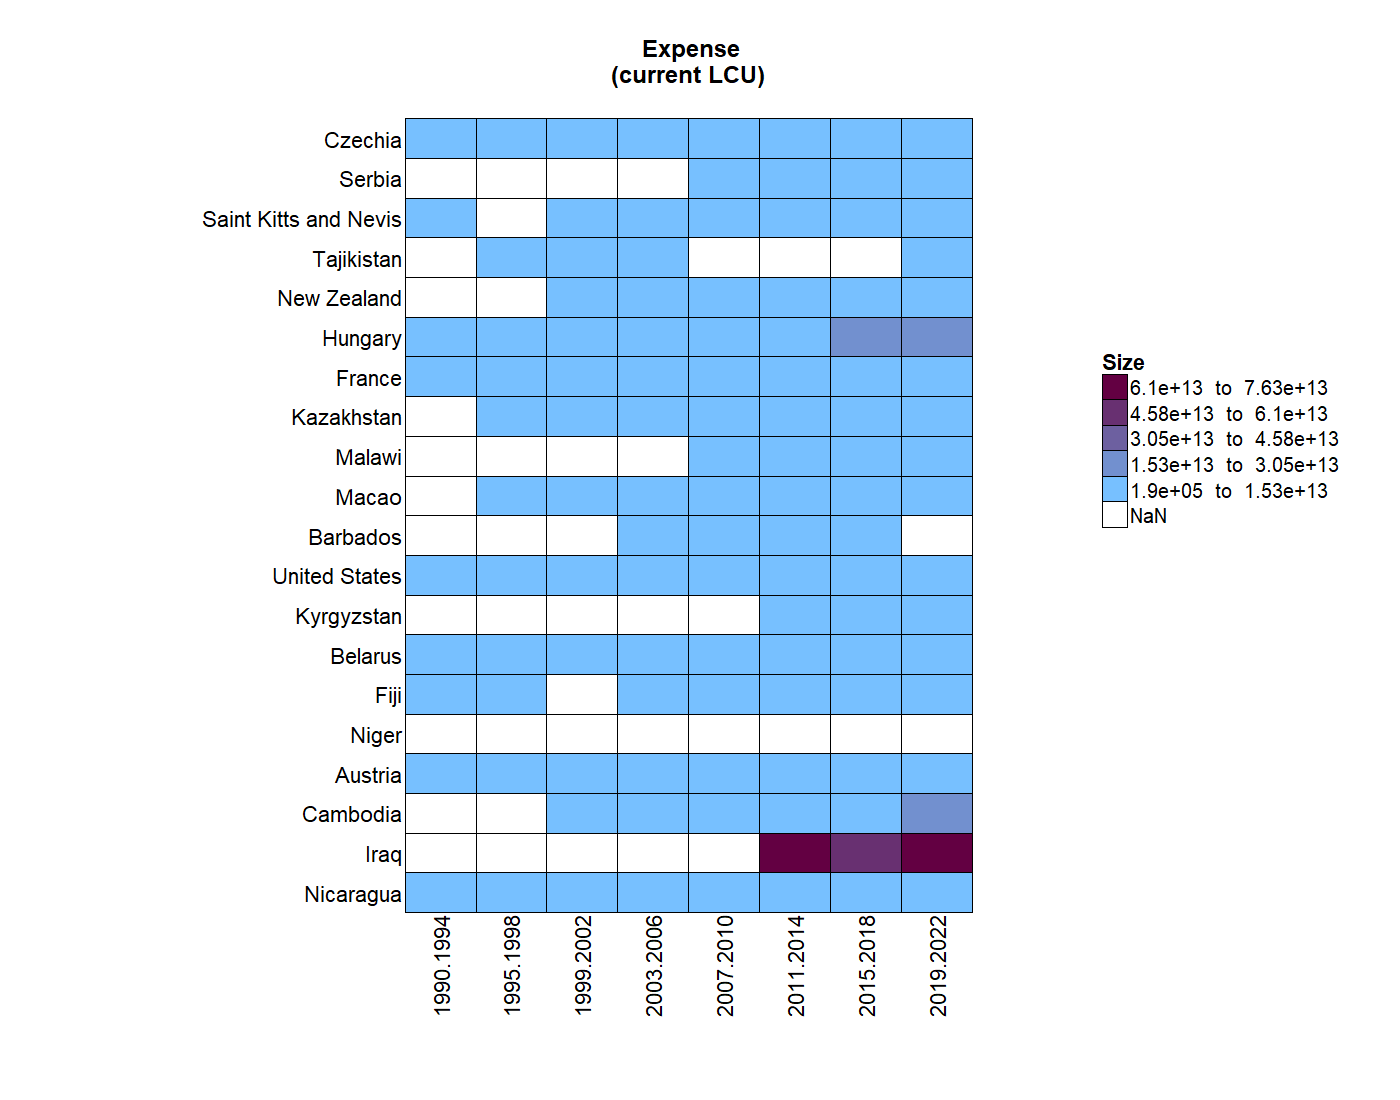 Expense
(current LCU)
Czechia
Serbia
Saint Kitts and Nevis
Tajikistan
New Zealand
Hungary
France
Kazakhstan
Malawi
Macao
Barbados
United States
Kyrgyzstan
Belarus
Fiji
Niger
Austria
Cambodia
Iraq
Nicaragua
1990.1994
1995.1998
1999.2002
2003.2006
2007.2010
2011.2014
2015.2018
2019.2022
Size
6.1e+13 to 7.63e+13
4.58e+13 to 6.1e+13
3.05e+13 to 4.58e+13
1.53e+13 to 3.05e+13
1.9e+05 to 1.53e+13
NaN